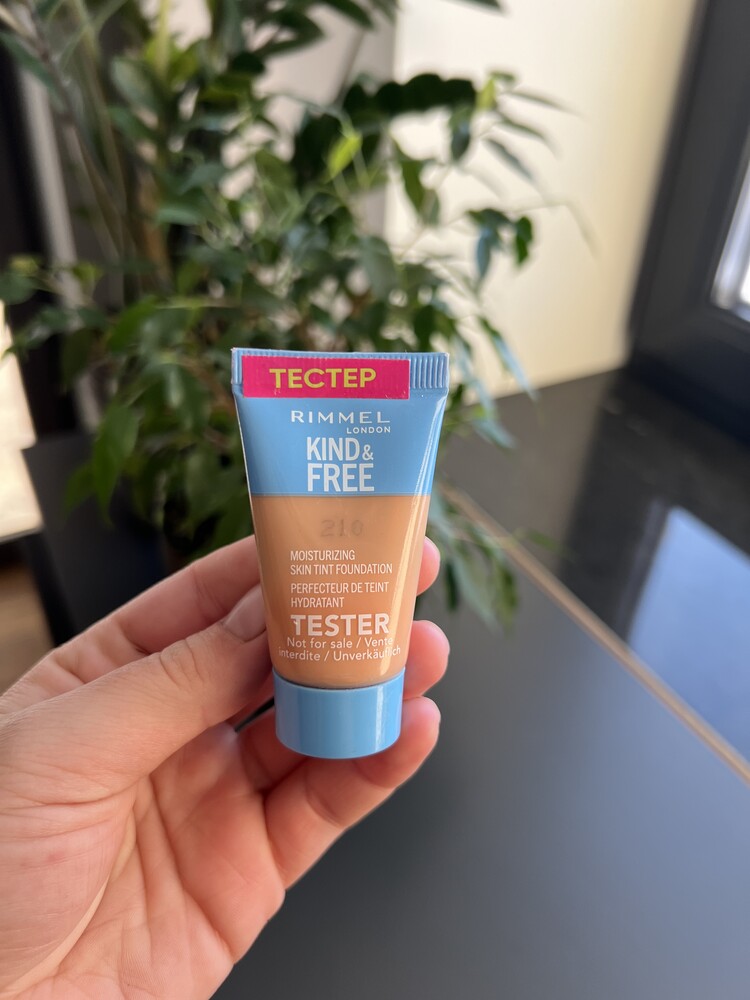 ТЕСТЕР
RIMMEL
LONDON
KIND &
FREE
210
MOISTURIZING
SKIN TINT FOUNDATION
PERFECTEUR DE TEINT
HYDRATANT
TESTER
Not for sale / Vente
interdite / Unverkäuflich